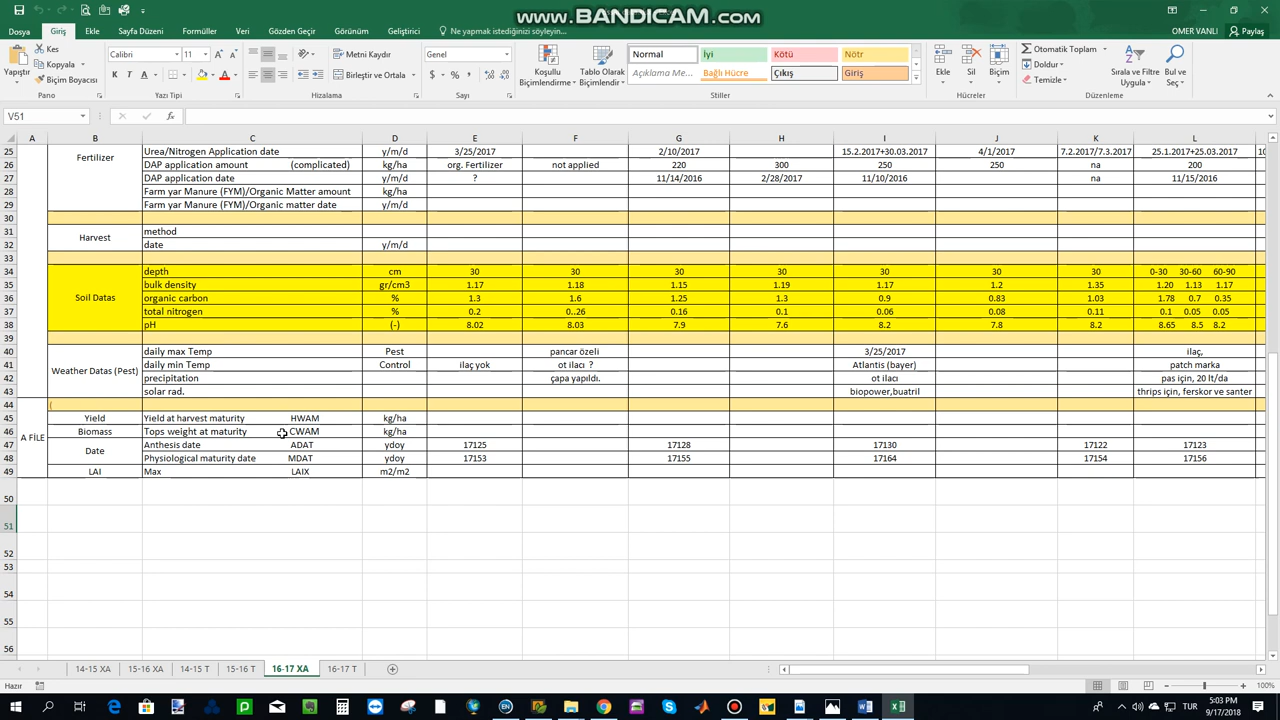 www.BANDICAM.com
Dosya Giriş Ekle Sayfa Düzeni Formüller Veri Gözden Geçir Görünüm Geliştirici Ne yapmak istediğinizi söyleyin... OMER VANLI Paylaş
Yapıştır Kes Kopyala Biçim Boyacısı Pano
Calibri 11 Yazı Tipi
Metni Kaydır Birleştir ve Ortala Hizalama
Genel Sayı
Koşullu Biçimlendirme Tablo Olarak Biçimlendir
Normal İyi Kötü Nötr
Açıklama Me... Bağlı Hücre Çıkış Giriş
Stiller
Ekle Sil Biçim Hücreler
Otomatik Toplam Doldur Temizle Sırala ve Filtre Uygula Bul ve Seç Düzenleme
V51 fx
A B C D E F G H I J K L
25 Urea/Nitrogen Application date y/m/d 3/25/2017 2/10/2017 15.2.2017+30.03.2017 4/1/2017 7.2.2017/7.3.2017 25.1.2017+25.03.2017 10
Fertilizer
26 DAP application amount (complicated) kg/ha org. Fertilizer not applied 220 300 250 250 na 200
27 DAP application date y/m/d ? 11/14/2016 2/28/2017 11/10/2016 na 11/15/2016
28 Farm yar Manure (FYM)/Organic Matter amount kg/ha
29 Farm yar Manure (FYM)/Organic matter date y/m/d
30
31 method
Harvest
32 date y/m/d
33
34 depth cm 30 30 30 30 30 30 30 0-30 30-60 60-90
35 bulk density gr/cm3 1.17 1.18 1.15 1.19 1.17 1.2 1.35 1.20 1.13 1.17
36 Soil Datas organic carbon % 1.3 1.6 1.25 1.3 0.9 0.83 1.03 1.78 0.7 0.35
37 total nitrogen % 0.2 0..26 0.16 0.1 0.06 0.08 0.11 0.1 0.05 0.05
38 pH (-) 8.02 8.03 7.9 7.6 8.2 7.8 8.2 8.65 8.5 8.2
39
40 daily max Temp Pest pancar özeli 3/25/2017 ilaç,
41 daily min Temp Control ilaç yok ot ilacı ? Atlantis (bayer) patch marka
Weather Datas (Pest)
42 precipitation çapa yapıldı. ot ilacı pas için, 20 lt/da
43 solar rad. biopower,buatril thrips için, ferskor ve santer
44 (
45 Yield Yield at harvest maturity HWAM kg/ha
46 Biomass Tops weight at maturity CWAM kg/ha
A FİLE
47 Anthesis date ADAT ydoy 17125 17128 17130 17122 17123
Date
48 Physiological maturity date MDAT ydoy 17153 17155 17164 17154 17156
49 LAI Max LAIX m2/m2
50
51
52
53
54
55
56
14-15 XA 15-16 XA 14-15 T 15-16 T 16-17 XA 16-17 T
Hazır 100%
TUR 5:03 PM 9/17/2018